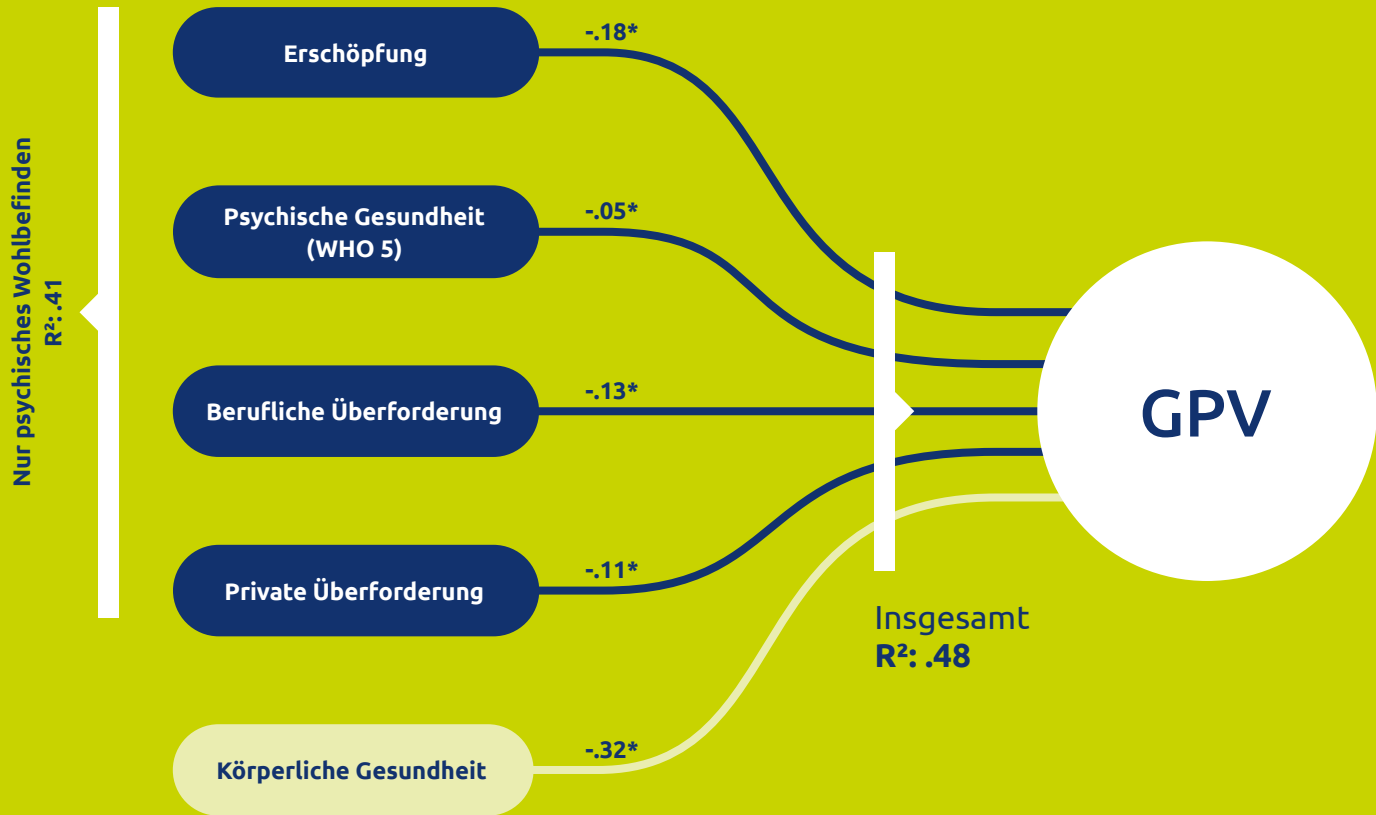 Nur psychisches Wohlbefinden
R²: .41
Erschöpfung
-.18*
Psychische Gesundheit
(WHO 5)
-.05*
Berufliche Überforderung
-.13*
Private Überforderung
-.11*
Körperliche Gesundheit
-.32*
Insgesamt
R²: .48
GPV